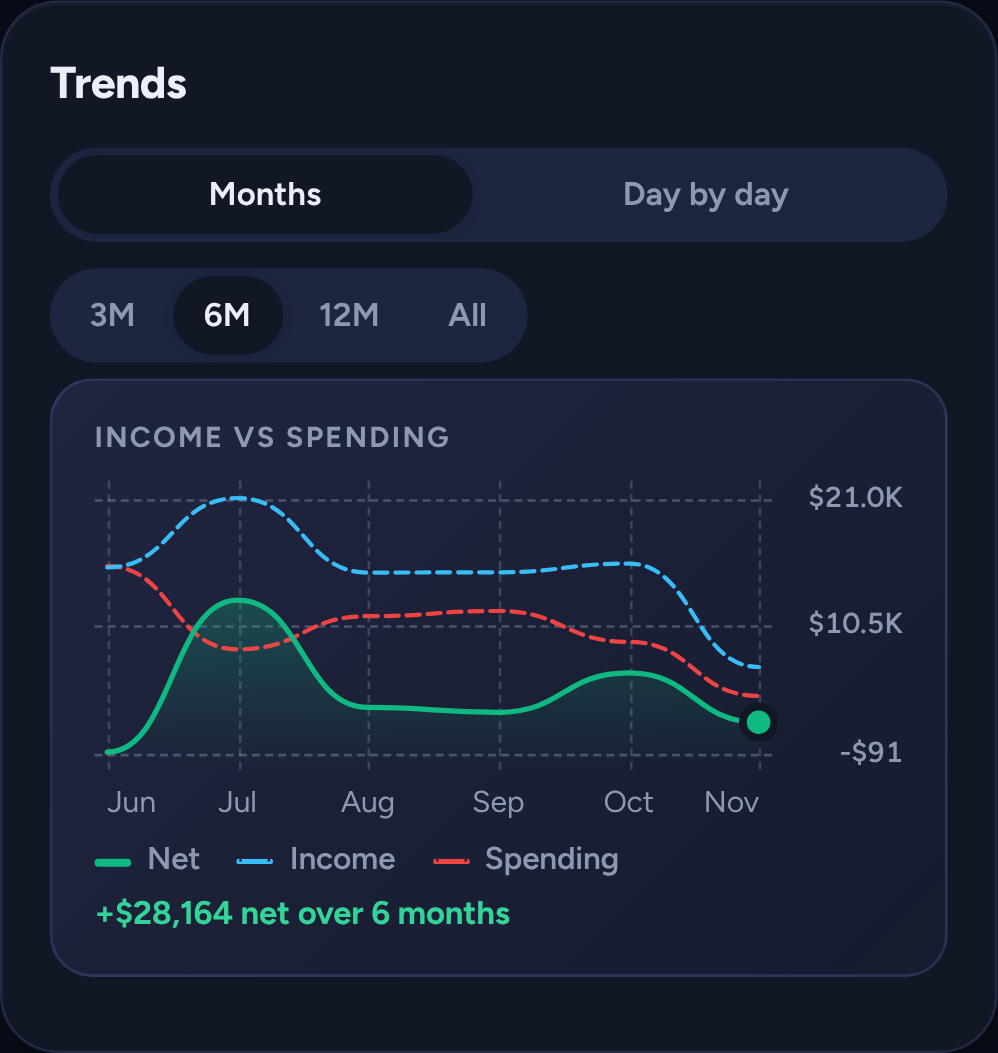 Trends
Months Day by day
3M 6M 12M All
INCOME VS SPENDING
$21.0K
$10.5K
-$91
Jun Jul Aug Sep Oct Nov
Net Income Spending
+$28,164 net over 6 months